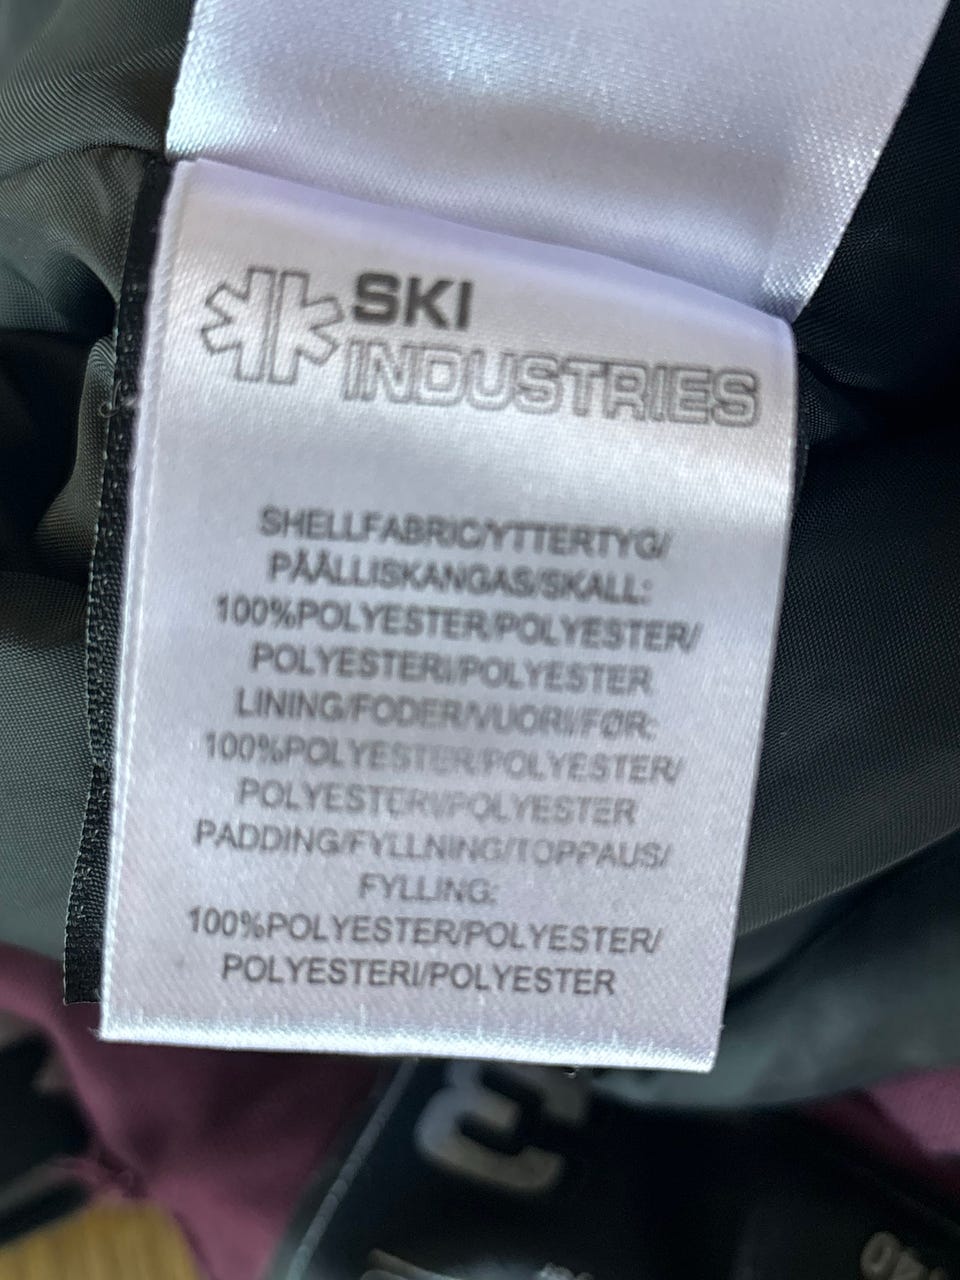 SKI
INDUSTRIES
SHELLFABRIC/YTTERTYG/
PÅÅLLISKANGAS/SKALL:
100%POLYESTER/POLYESTER/
POLYESTERI/POLYESTER
LINING/FODER/VUORI/FØR:
100%POLYESTER/POLYESTER/
POLYESTERI/POLYESTER
PADDING/FYLLNING/TOPPAUS/
FYLLING:
100%POLYESTER/POLYESTER/
POLYESTERI/POLYESTER